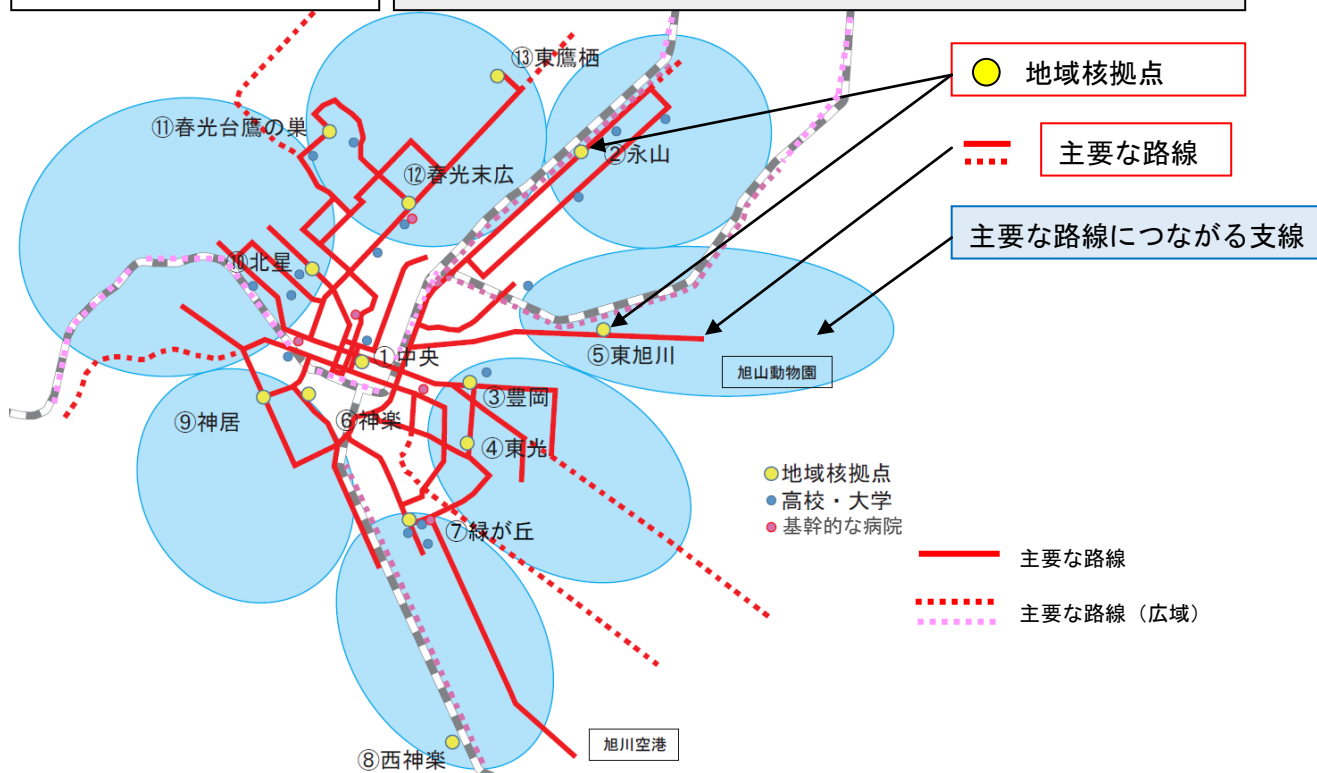 ⑬東鷹栖
地域核拠点
⑪春光台鷹の巣
②永山
主要な路線
⑫春光末広
主要な路線につながる支線
⑩北星
①中央
⑤東旭川
旭山動物園
③豊岡
⑨神居
⑥神楽
④東光
地域核拠点
高校・大学
基幹的な病院
⑦緑が丘
主要な路線
主要な路線（広域）
旭川空港
⑧西神楽